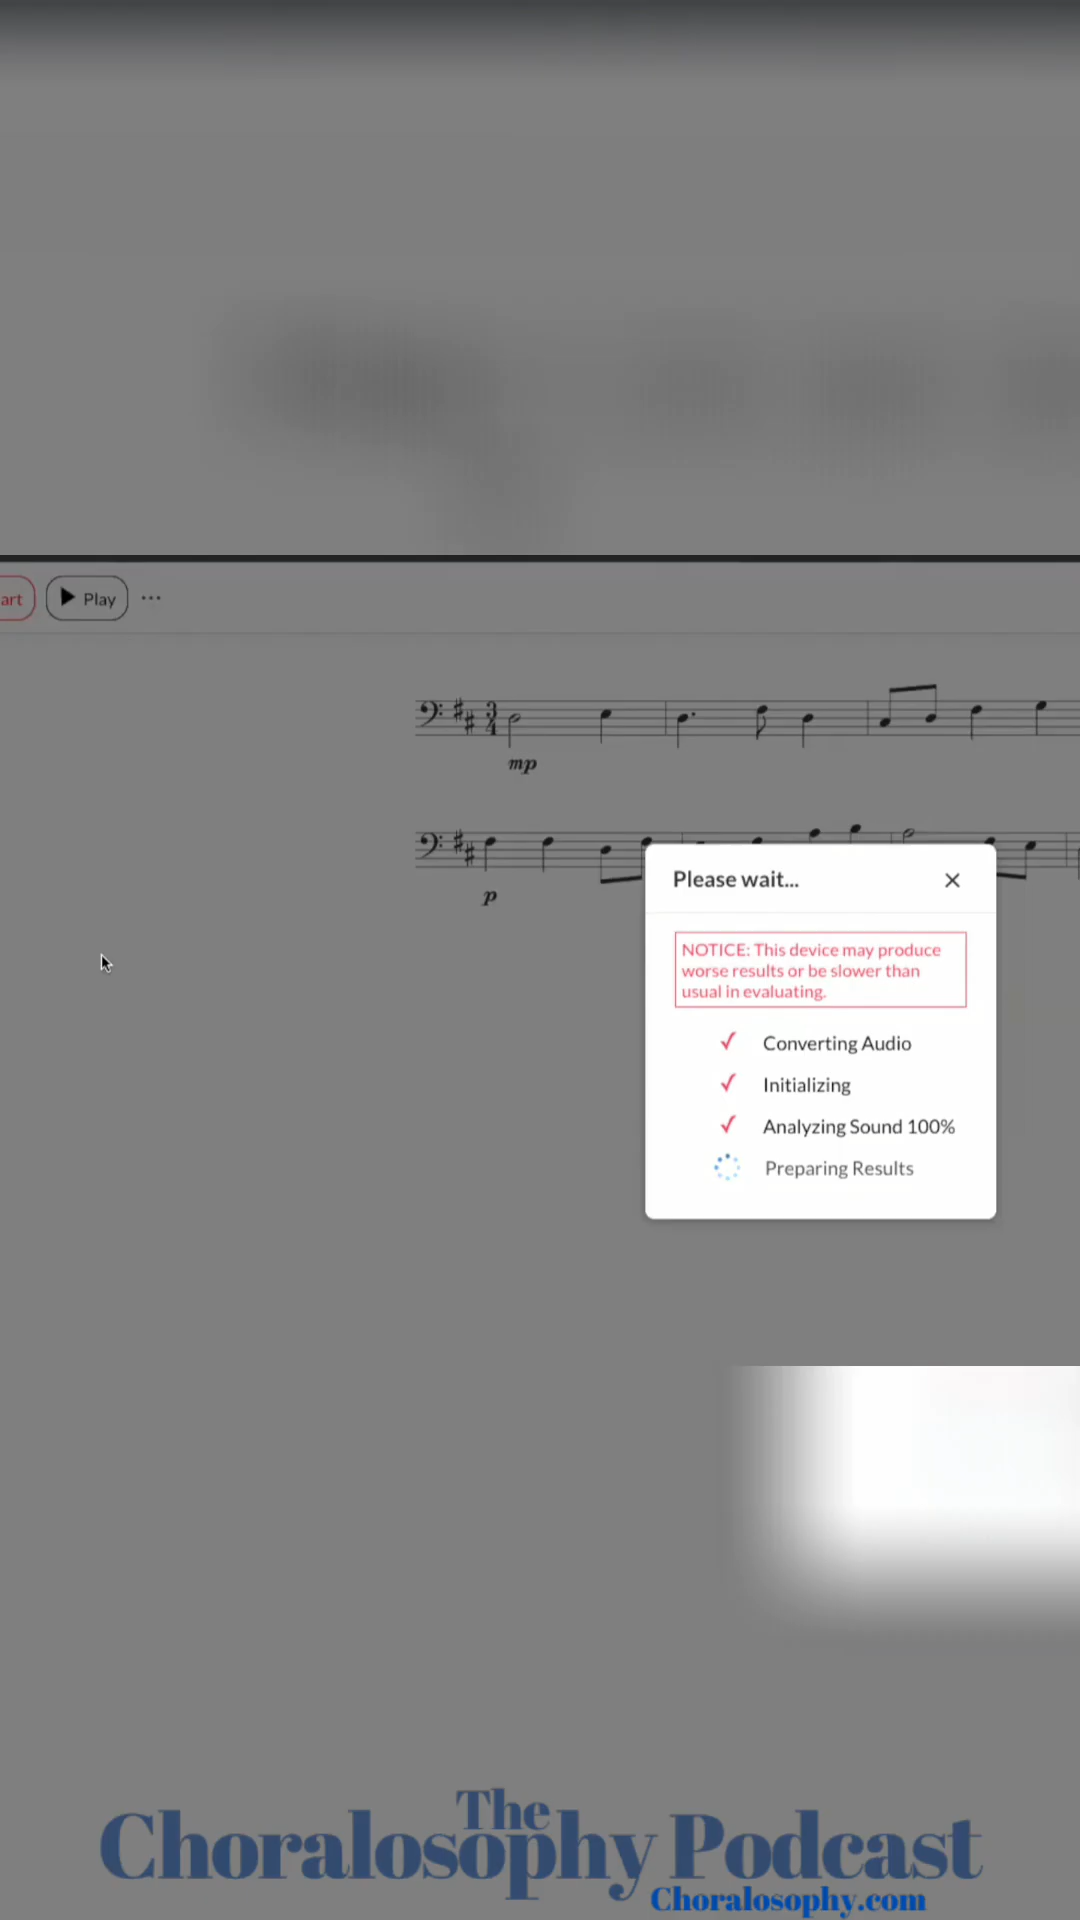 art
Play
mp
p
Please wait...
NOTICE: This device may produce
worse results or be slower than
usual in evaluating.
Converting Audio
Initializing
Analyzing Sound 100%
Preparing Results
The
Choralosophy Podcast
Choralosophy.com